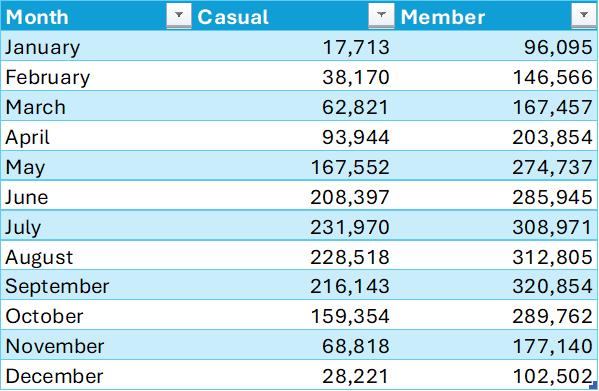 Month Casual Member
January 17,713 96,095
February 38,170 146,566
March 62,821 167,457
April 93,944 203,854
May 167,552 274,737
June 208,397 285,945
July 231,970 308,971
August 228,518 312,805
September 216,143 320,854
October 159,354 289,762
November 68,818 177,140
December 28,221 102,502